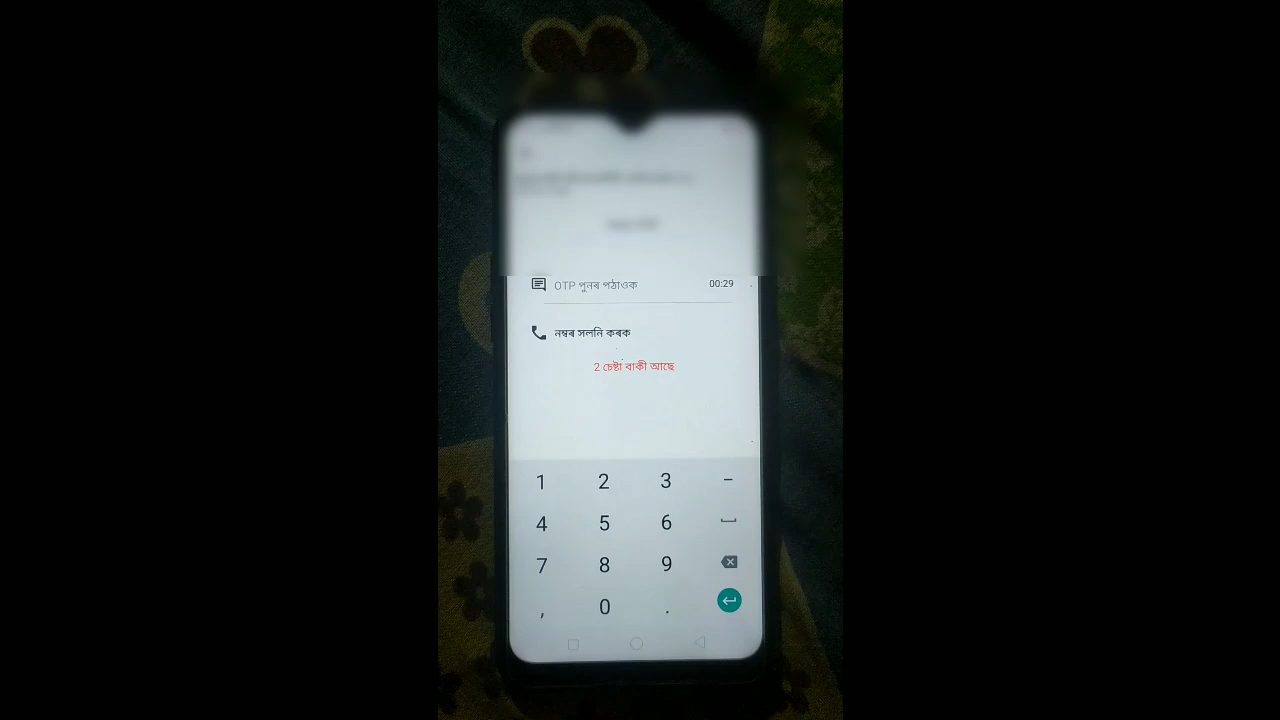 OTP পুনৰ পঠাওক 00:29
নম্বৰ সলনি কৰক
2 চেষ্টা বাকী আছে
1 2 3 –
4 5 6
7 8 9
, 0 .